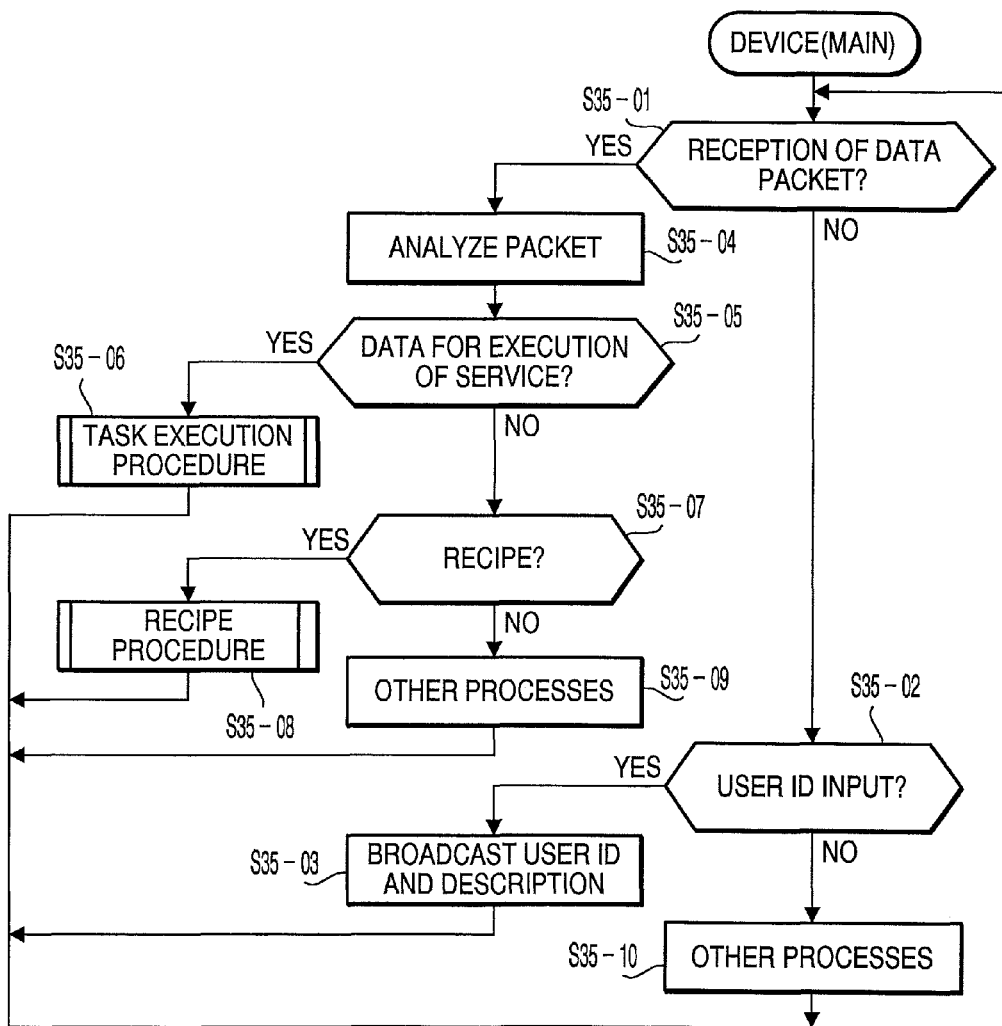 DEVICE(MAIN)
S35-01
YES
RECEPTION OF DATA
PACKET?
NO
ANALYZE PACKET
S35-04
S35-05
YES
DATA FOR EXECUTION
OF SERVICE?
S35-06
NO
TASK EXECUTION
PROCEDURE
S35-07
YES
RECIPE?
NO
RECIPE
PROCEDURE
S35-08
OTHER PROCESSES
S35-09
S35-02
YES
USER ID INPUT?
NO
S35-03
BROADCAST USER ID
AND DESCRIPTION
S35-10
OTHER PROCESSES